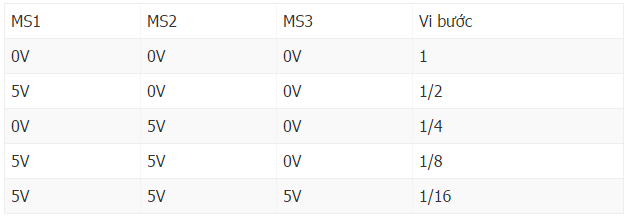 MS1 MS2 MS3 Vi bước
0V 0V 0V 1
5V 0V 0V 1/2
0V 5V 0V 1/4
5V 5V 0V 1/8
5V 5V 5V 1/16